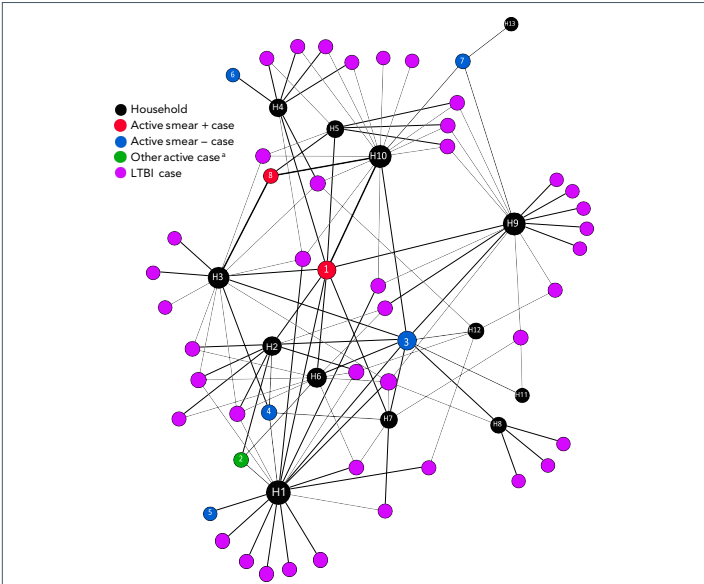 H13
7
6
H4
Household
Active smear + case
Active smear – case
Other active case a
LTBI case
H5
H10
8
H9
1
H3
H12
3
H2
H6
H11
4
H7
H8
2
H1
5